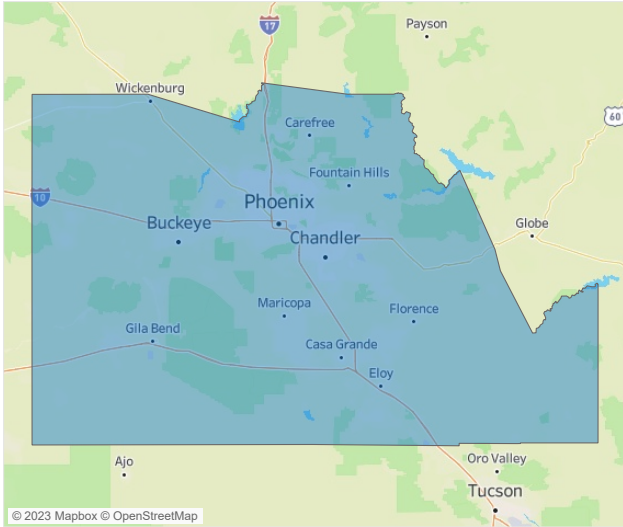 Payson
17
Wickenburg
60
Carefree
Fountain Hills
10
Phoenix
Buckeye
Globe
Chandler
Maricopa
Florence
Gila Bend
Casa Grande
Eloy
Ajo
Oro Valley
Tucson
© 2023 Mapbox © OpenStreetMap